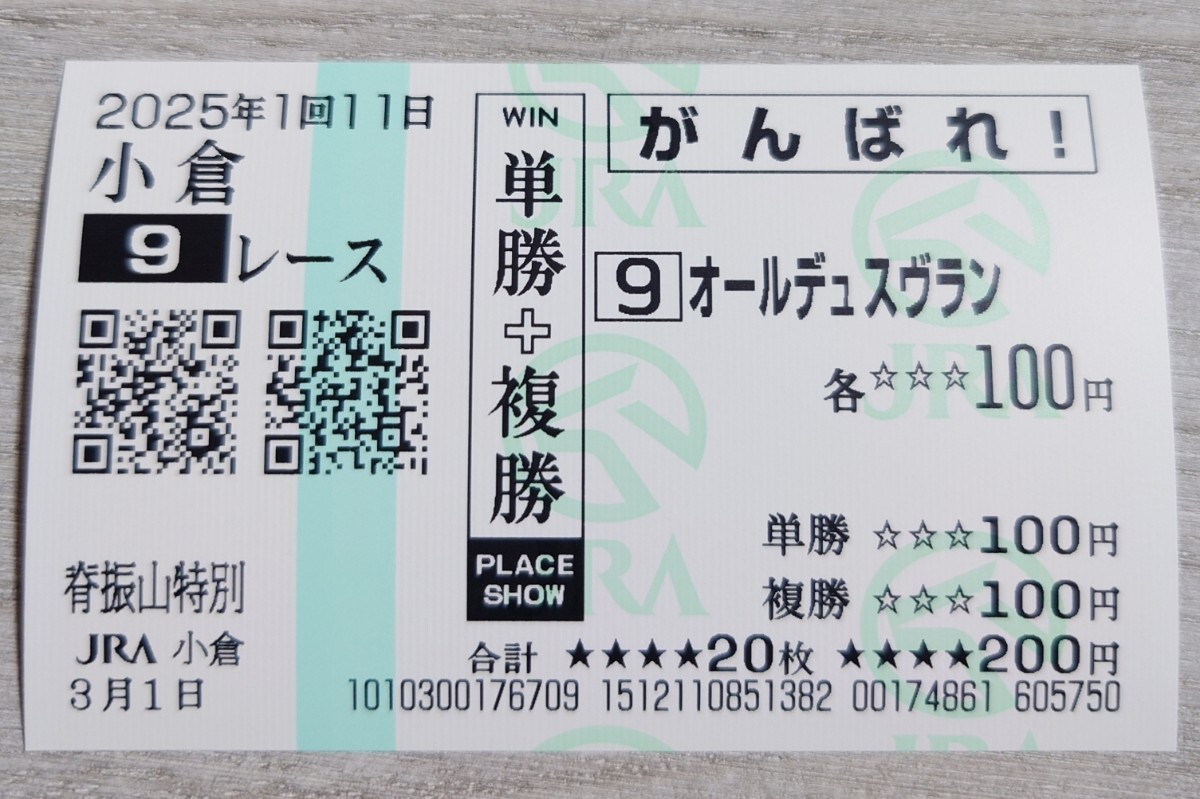 2025年1回11日
小倉
9レース
WIN
単勝+複勝
PLACE
SHOW
がんばれ!
9オールデュスヴラン
各☆☆☆100円
単勝 ☆☆☆100円
複勝 ☆☆☆100円
脊振山特別
JRA 小倉
3月1日
合計 ★★★★20枚 ★★★★200円
1010300176709 1512110851382 00174861 605750
JRA
JRA
JRA
JRA